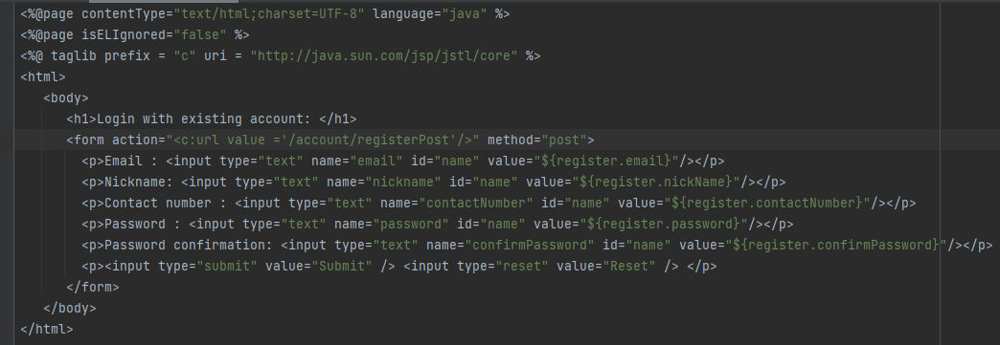 <%@page contentType="text/html;charset=UTF-8" language="java" %>
<%@page isELIgnored="false" %>
<%@ taglib prefix = "c" uri = "http://java.sun.com/jsp/jstl/core" %>
<html>
   <body>
      <h1>Login with existing account: </h1>
      <form action="<c:url value ='/account/registerPost'/>" method="post">
        <p>Email : <input type="text" name="email" id="name" value="${register.email}"/></p>
        <p>Nickname: <input type="text" name="nickname" id="name" value="${register.nickName}"/></p>
        <p>Contact number : <input type="text" name="contactNumber" id="name" value="${register.contactNumber}"/></p>
        <p>Password : <input type="text" name="password" id="name" value="${register.password}"/></p>
        <p>Password confirmation: <input type="text" name="confirmPassword" id="name" value="${register.confirmPassword}"/></p>
        <p><input type="submit" value="Submit" /> <input type="reset" value="Reset" /> </p>
      </form>
   </body>
</html>